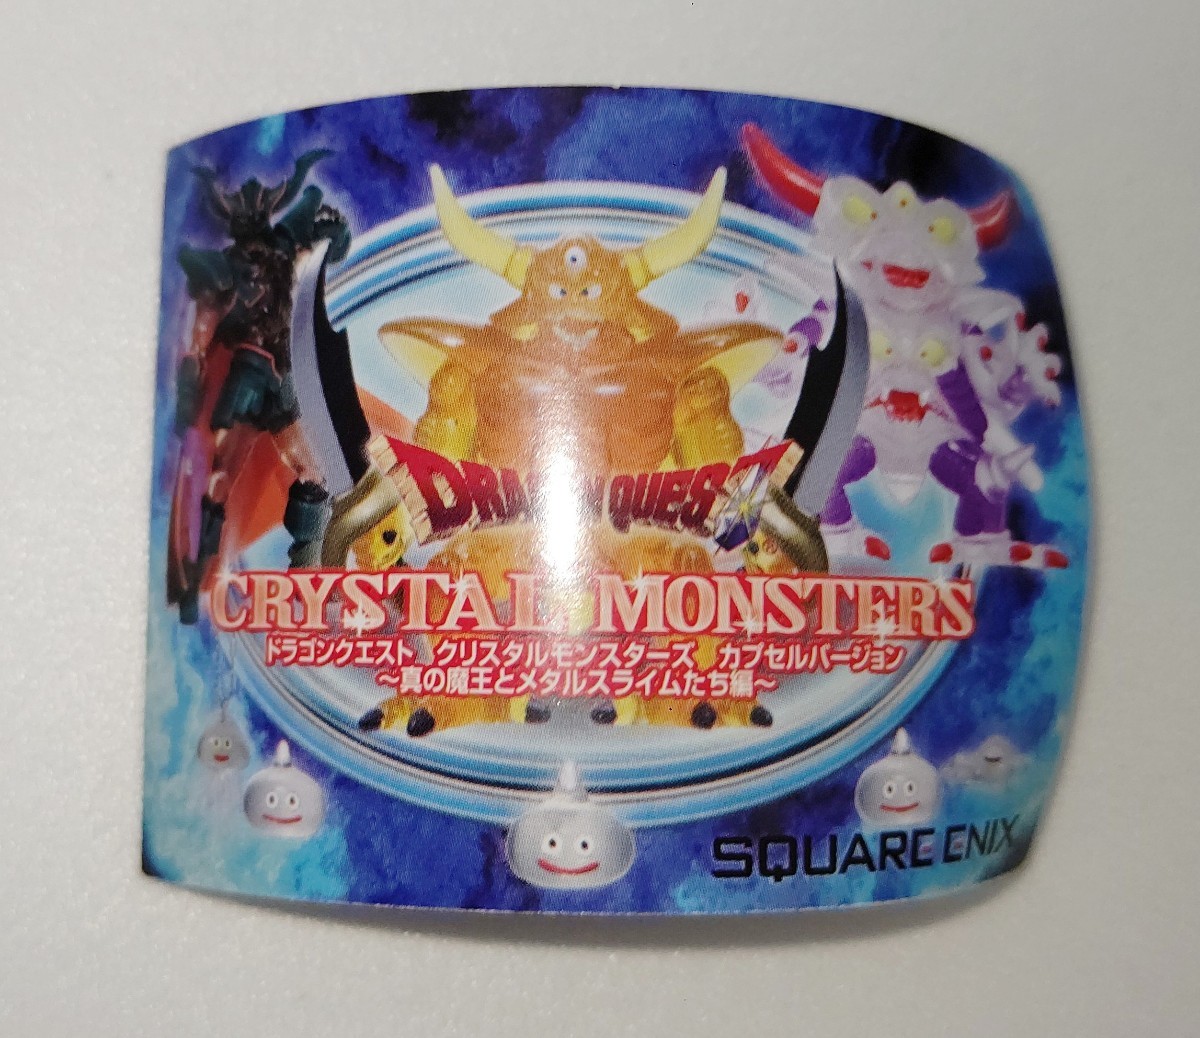 DRAGON QUEST
CRYSTAL MONSTERS
ドラゴンクエスト クリスタルモンスターズ カプセルバージョン
～真の魔王とメタルスライムたち編～
SQUARE ENIX